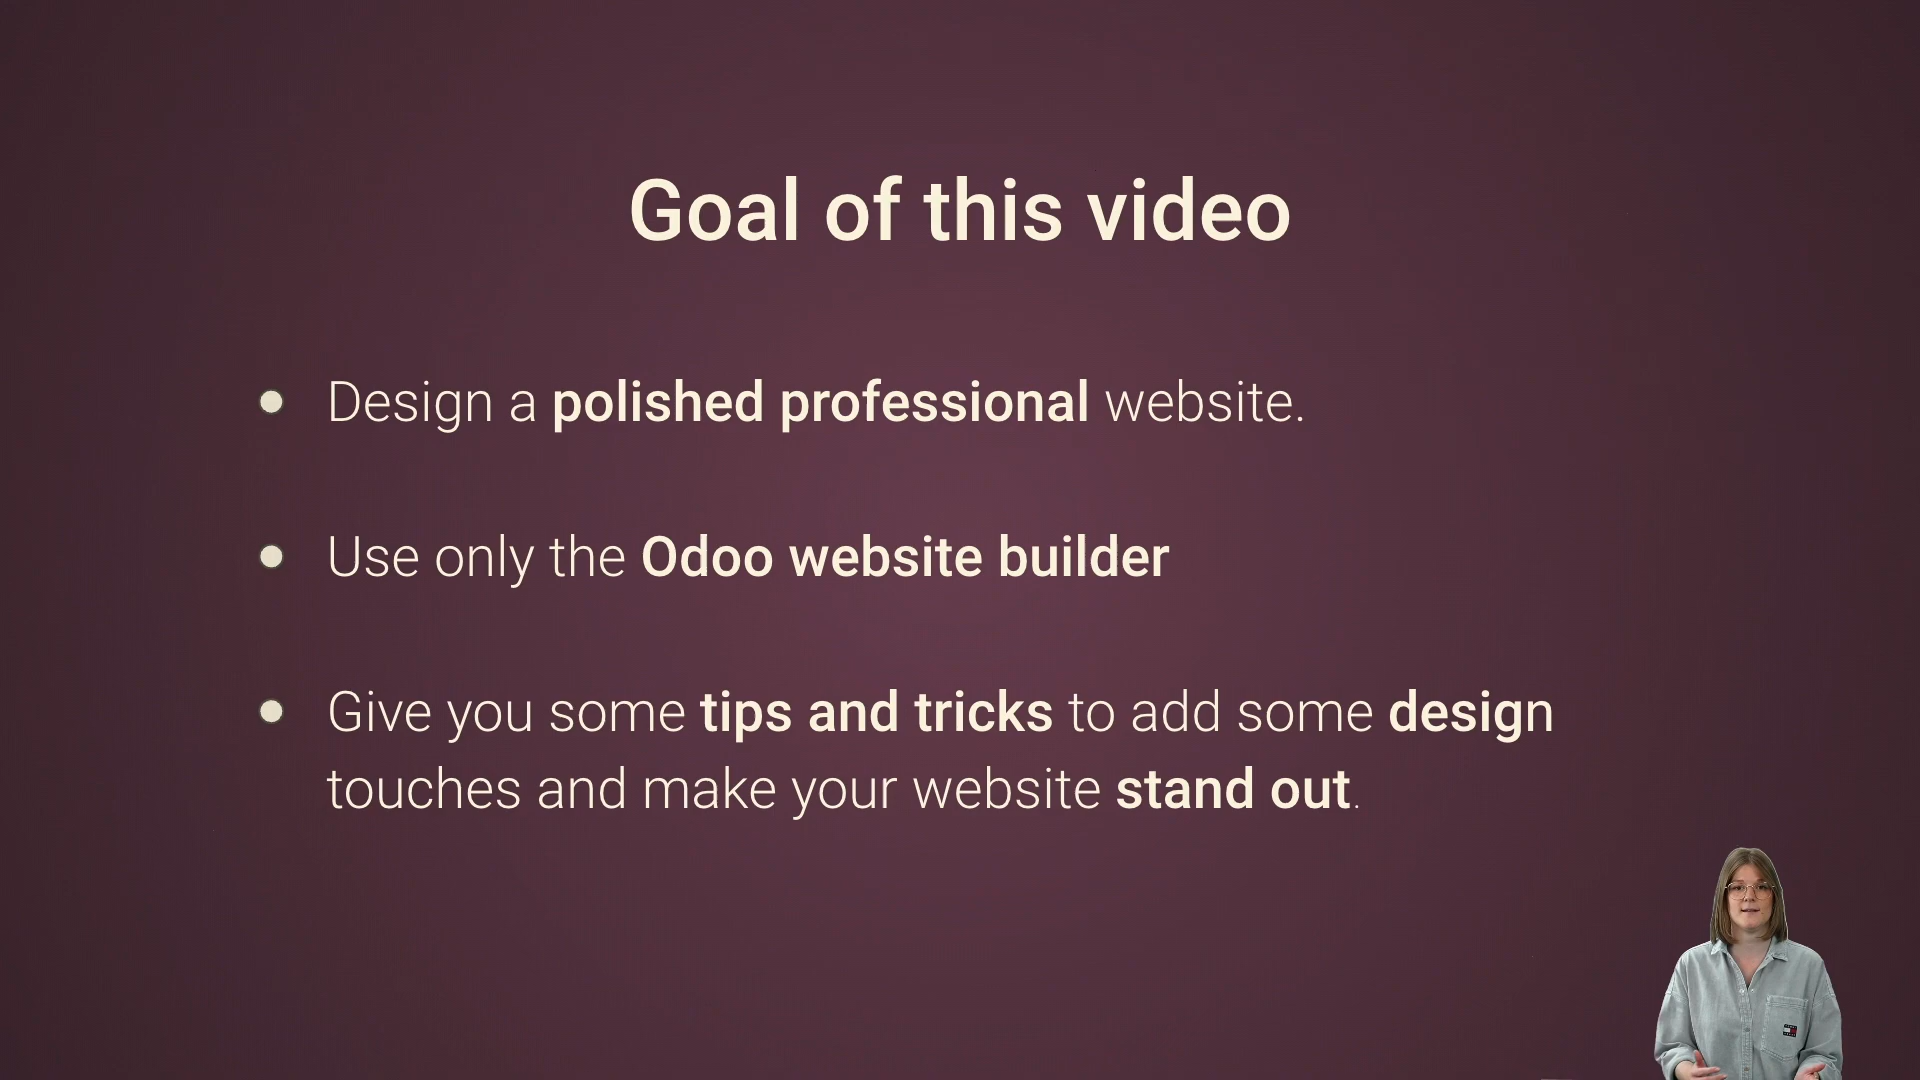 Goal of this video
Design a polished professional website.
Use only the Odoo website builder
Give you some tips and tricks to add some design
touches and make your website stand out.